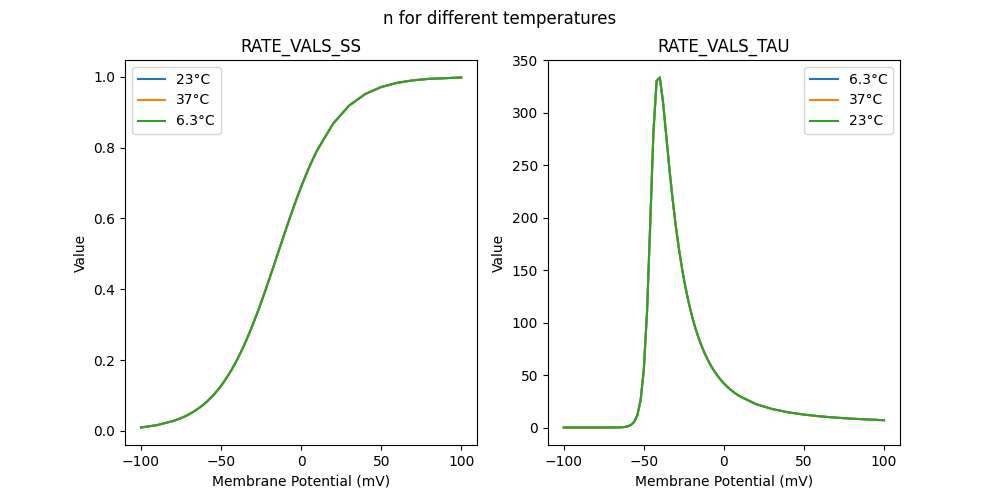 n for different temperatures
RATE_VALS_SS
1.0
0.8
0.6
0.4
0.2
0.0
Value
23°C
37°C
6.3°C
−100
−50
0
50
100
Membrane Potential (mV)
RATE_VALS_TAU
350
300
250
200
150
100
50
0
Value
6.3°C
37°C
23°C
−100
−50
0
50
100
Membrane Potential (mV)